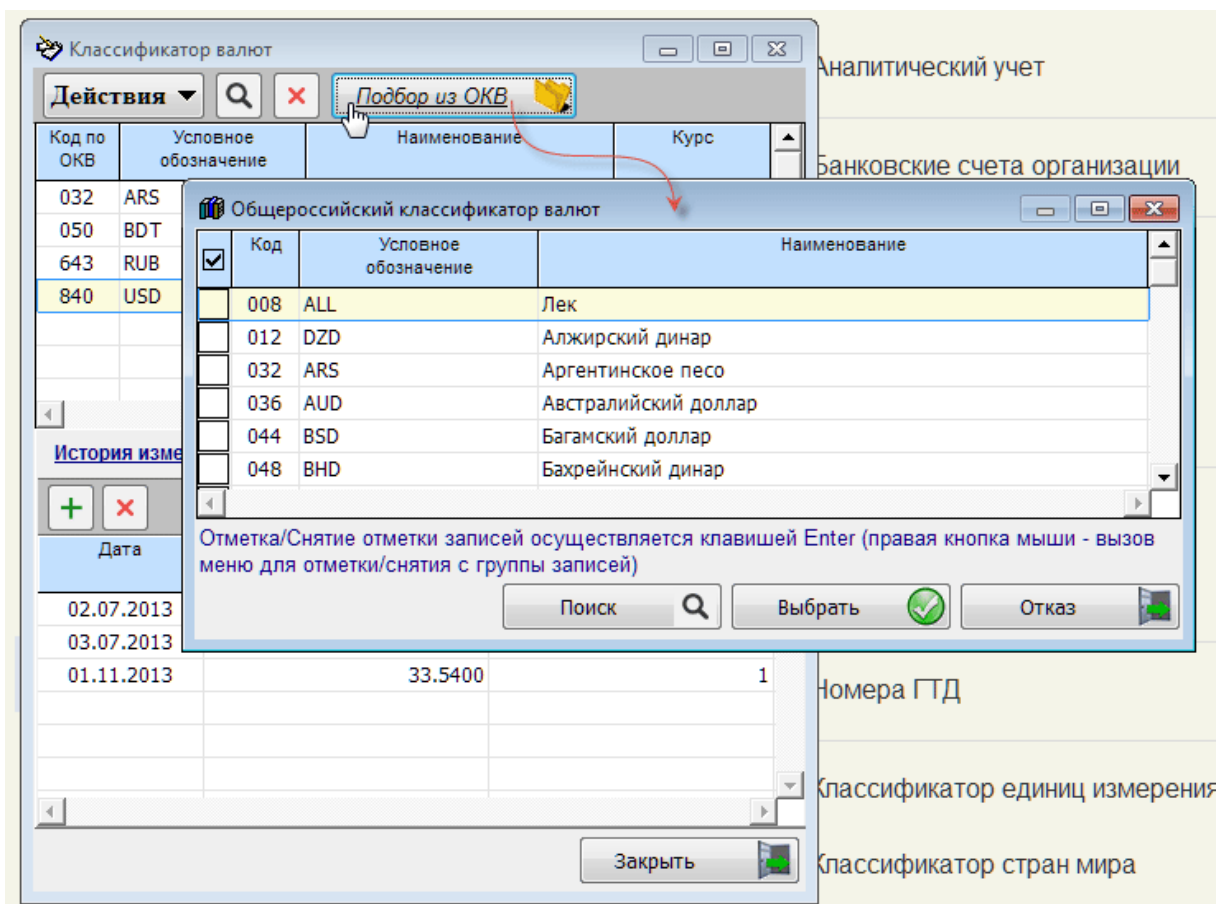 Классификатор валют
Действия
Подбор из ОКВ
Код по ОКВ
Условное обозначение
Наименование
Курс
032 ARS
050 BDT
643 RUB
840 USD
Общероссийский классификатор валют
Код
Условное обозначение
Наименование
008 ALL Лек
012 DZD Алжирский динар
032 ARS Аргентинское песо
036 AUD Австралийский доллар
044 BSD Багамский доллар
048 BHD Бахрейнский динар
Отметка/Снятие отметки записей осуществляется клавишей Enter (правая кнопка мыши - вызов
меню для отметки/снятия с группы записей)
Поиск
Выбрать
Отказ
История изме
Дата
02.07.2013
03.07.2013
01.11.2013 33.5400 1
Закрыть
Аналитический учет
Банковские счета организации
Номера ГТД
Классификатор единиц измерения
Классификатор стран мира